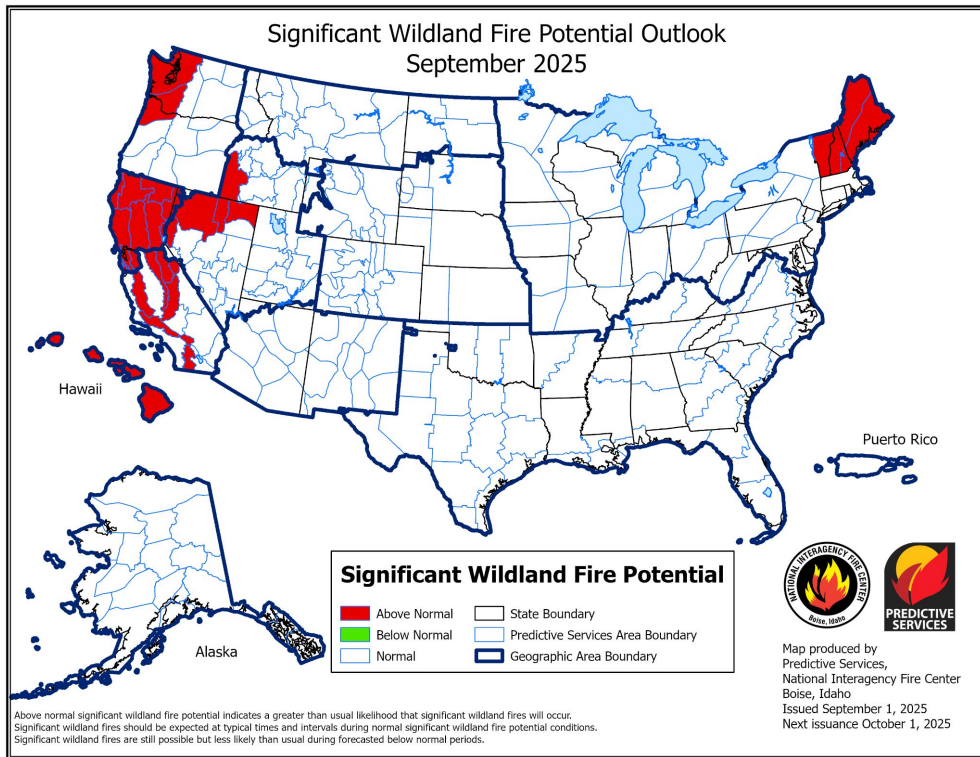 Significant Wildland Fire Potential Outlook
September 2025
Hawaii
Puerto Rico
Alaska
Significant Wildland Fire Potential
Above Normal
Below Normal
Normal
State Boundary
Predictive Services Area Boundary
Geographic Area Boundary
NATIONAL INTERAGENCY FIRE CENTER
Boise, Idaho
PREDICTIVE
SERVICES
Map produced by
Predictive Services,
National Interagency Fire Center
Boise, Idaho
Issued September 1, 2025
Next issuance October 1, 2025
Above normal significant wildland fire potential indicates a greater than usual likelihood that significant wildland fires will occur.
Significant wildland fires should be expected at typical times and intervals during normal significant wildland fire potential conditions.
Significant wildland fires are still possible but less likely than usual during forecasted below normal periods.